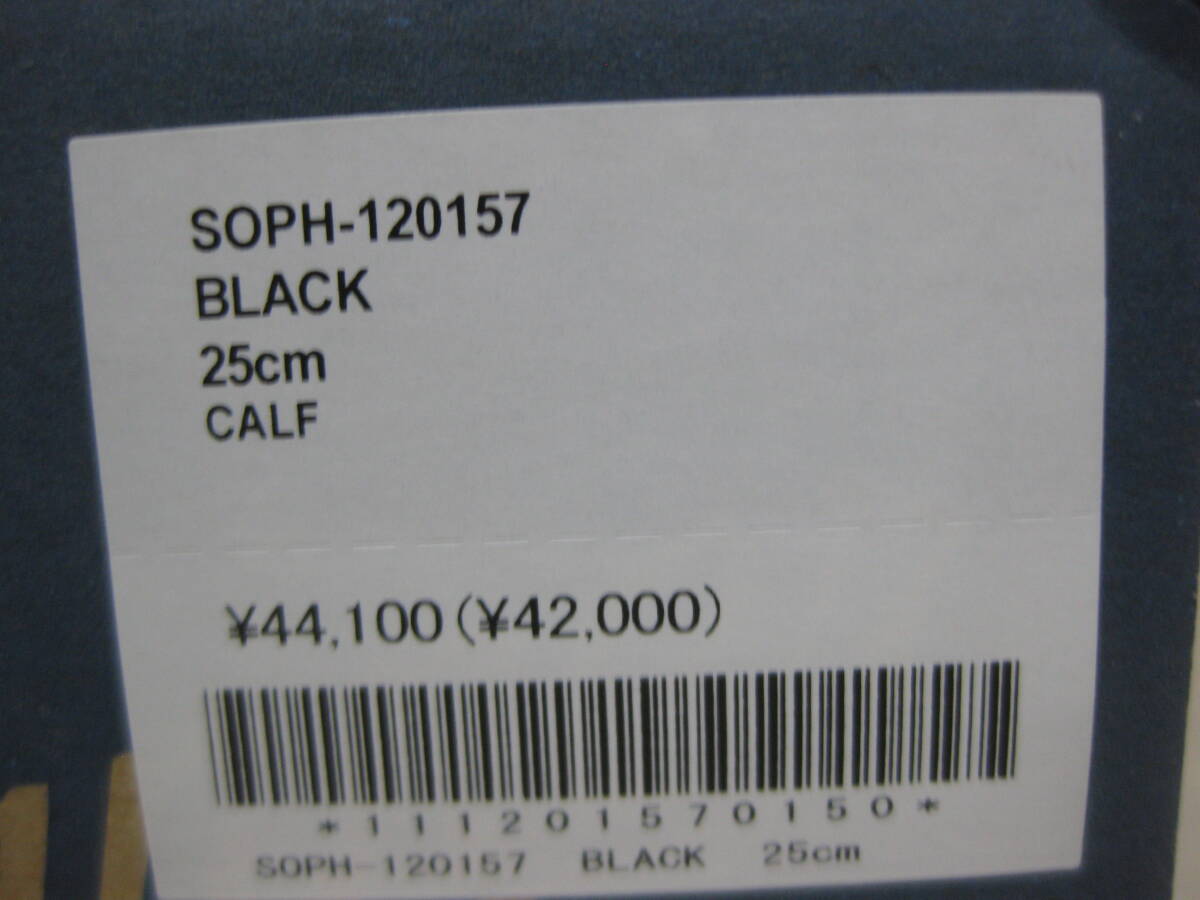 SOPH-120157
BLACK
25cm
CALF
¥44,100(¥42,000)
*111201570150*
SOPH-120157 BLACK 25cm